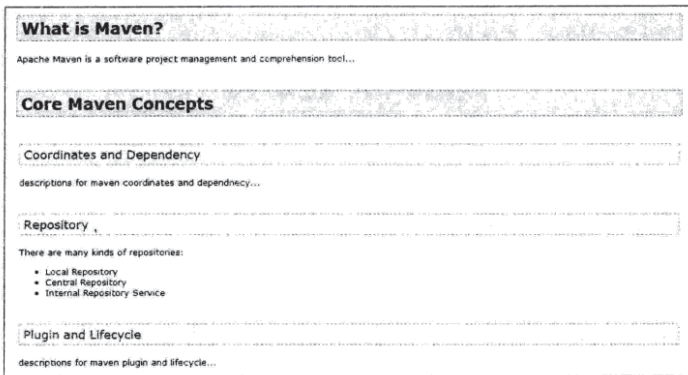 What is Maven?
Apache Maven is a software project management and comprehension tool...
Core Maven Concepts
Coordinates and Dependency
descriptions for maven coordinates and dependnecy...
Repository
There are many kinds of repositories:
• Local Repository
• Central Repository
• Internal Repository Service
Plugin and Lifecycle
descriptions for maven plugin and lifecycle...